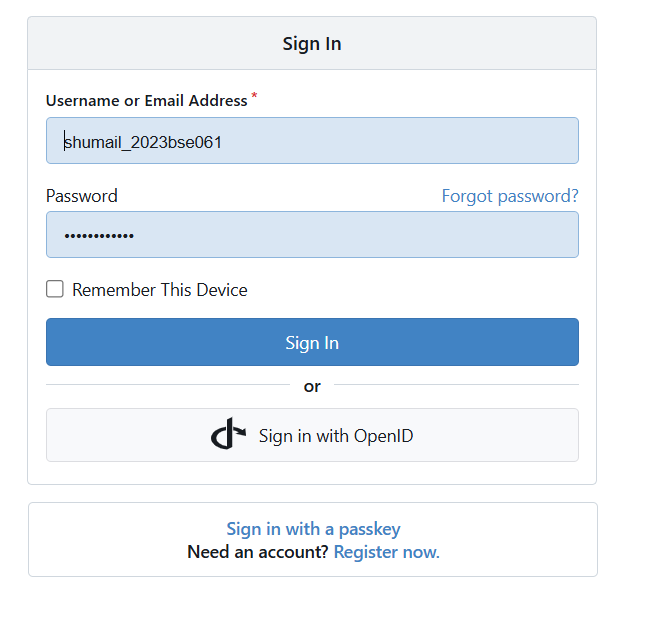 Sign In
Username or Email Address *
shumail_2023bse061
Password Forgot password?
••••••••••••
Remember This Device
Sign In
or
Sign in with OpenID
Sign in with a passkey
Need an account? Register now.